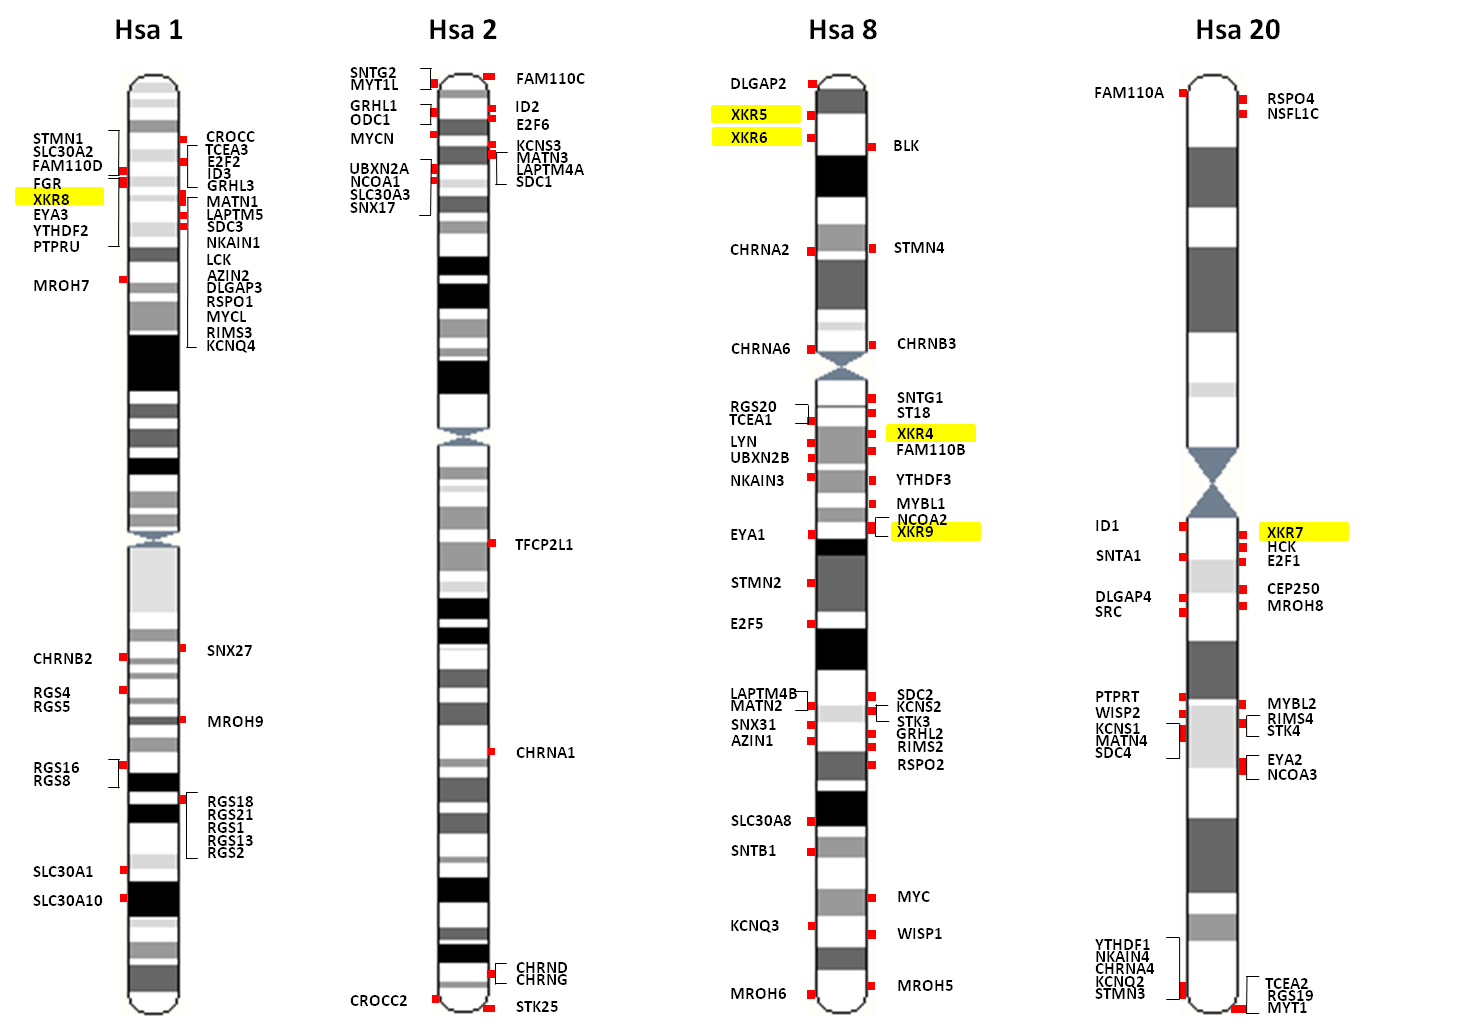 Hsa 1
Hsa 2
Hsa 8
Hsa 20
STMN1
SLC30A2
FAM110D
FGR
XKR8
EYA3
YTHDF2
PTPRU
MROH7
CHRNB2
RGS4
RGS5
RGS16
RGS8
SLC30A1
SLC30A10
CROCC
TCEA3
E2F2
ID3
GRHL3
MATN1
LAPTM5
SDC3
NKAIN1
LCK
AZIN2
DLGAP3
RSPO1
MYCL
RIMS3
KCNQ4
SNX27
MROH9
RGS18
RGS21
RGS1
RGS13
RGS2
SNTG2
MYT1L
GRHL1
ODC1
MYCN
UBXN2A
NCOA1
SLC30A3
SNX17
CROCC2
FAM110C
ID2
E2F6
KCNS3
MATN3
LAPTM4A
SDC1
TFCP2L1
CHRNA1
CHRND
CHRNG
STK25
DLGAP2
XKR5
XKR6
CHRNA2
CHRNA6
RGS20
TCEA1
LYN
UBXN2B
NKAIN3
EYA1
STMN2
E2F5
LAPTM4B
MATN2
SNX31
AZIN1
SLC30A8
SNTB1
KCNQ3
MROH6
BLK
STMN4
CHRNB3
SNTG1
ST18
XKR4
FAM110B
YTHDF3
MYBL1
NCOA2
XKR9
SDC2
KCNS2
STK3
GRHL2
RIMS2
RSPO2
MYC
WISP1
MROH5
FAM110A
ID1
SNTA1
DLGAP4
SRC
PTPRT
WISP2
KCNS1
MATN4
SDC4
YTHDF1
NKAIN4
CHRNA4
KCNQ2
STMN3
RSPO4
NSFL1C
XKR7
HCK
E2F1
CEP250
MROH8
MYBL2
RIMS4
STK4
EYA2
NCOA3
TCEA2
RGS19
MYT1